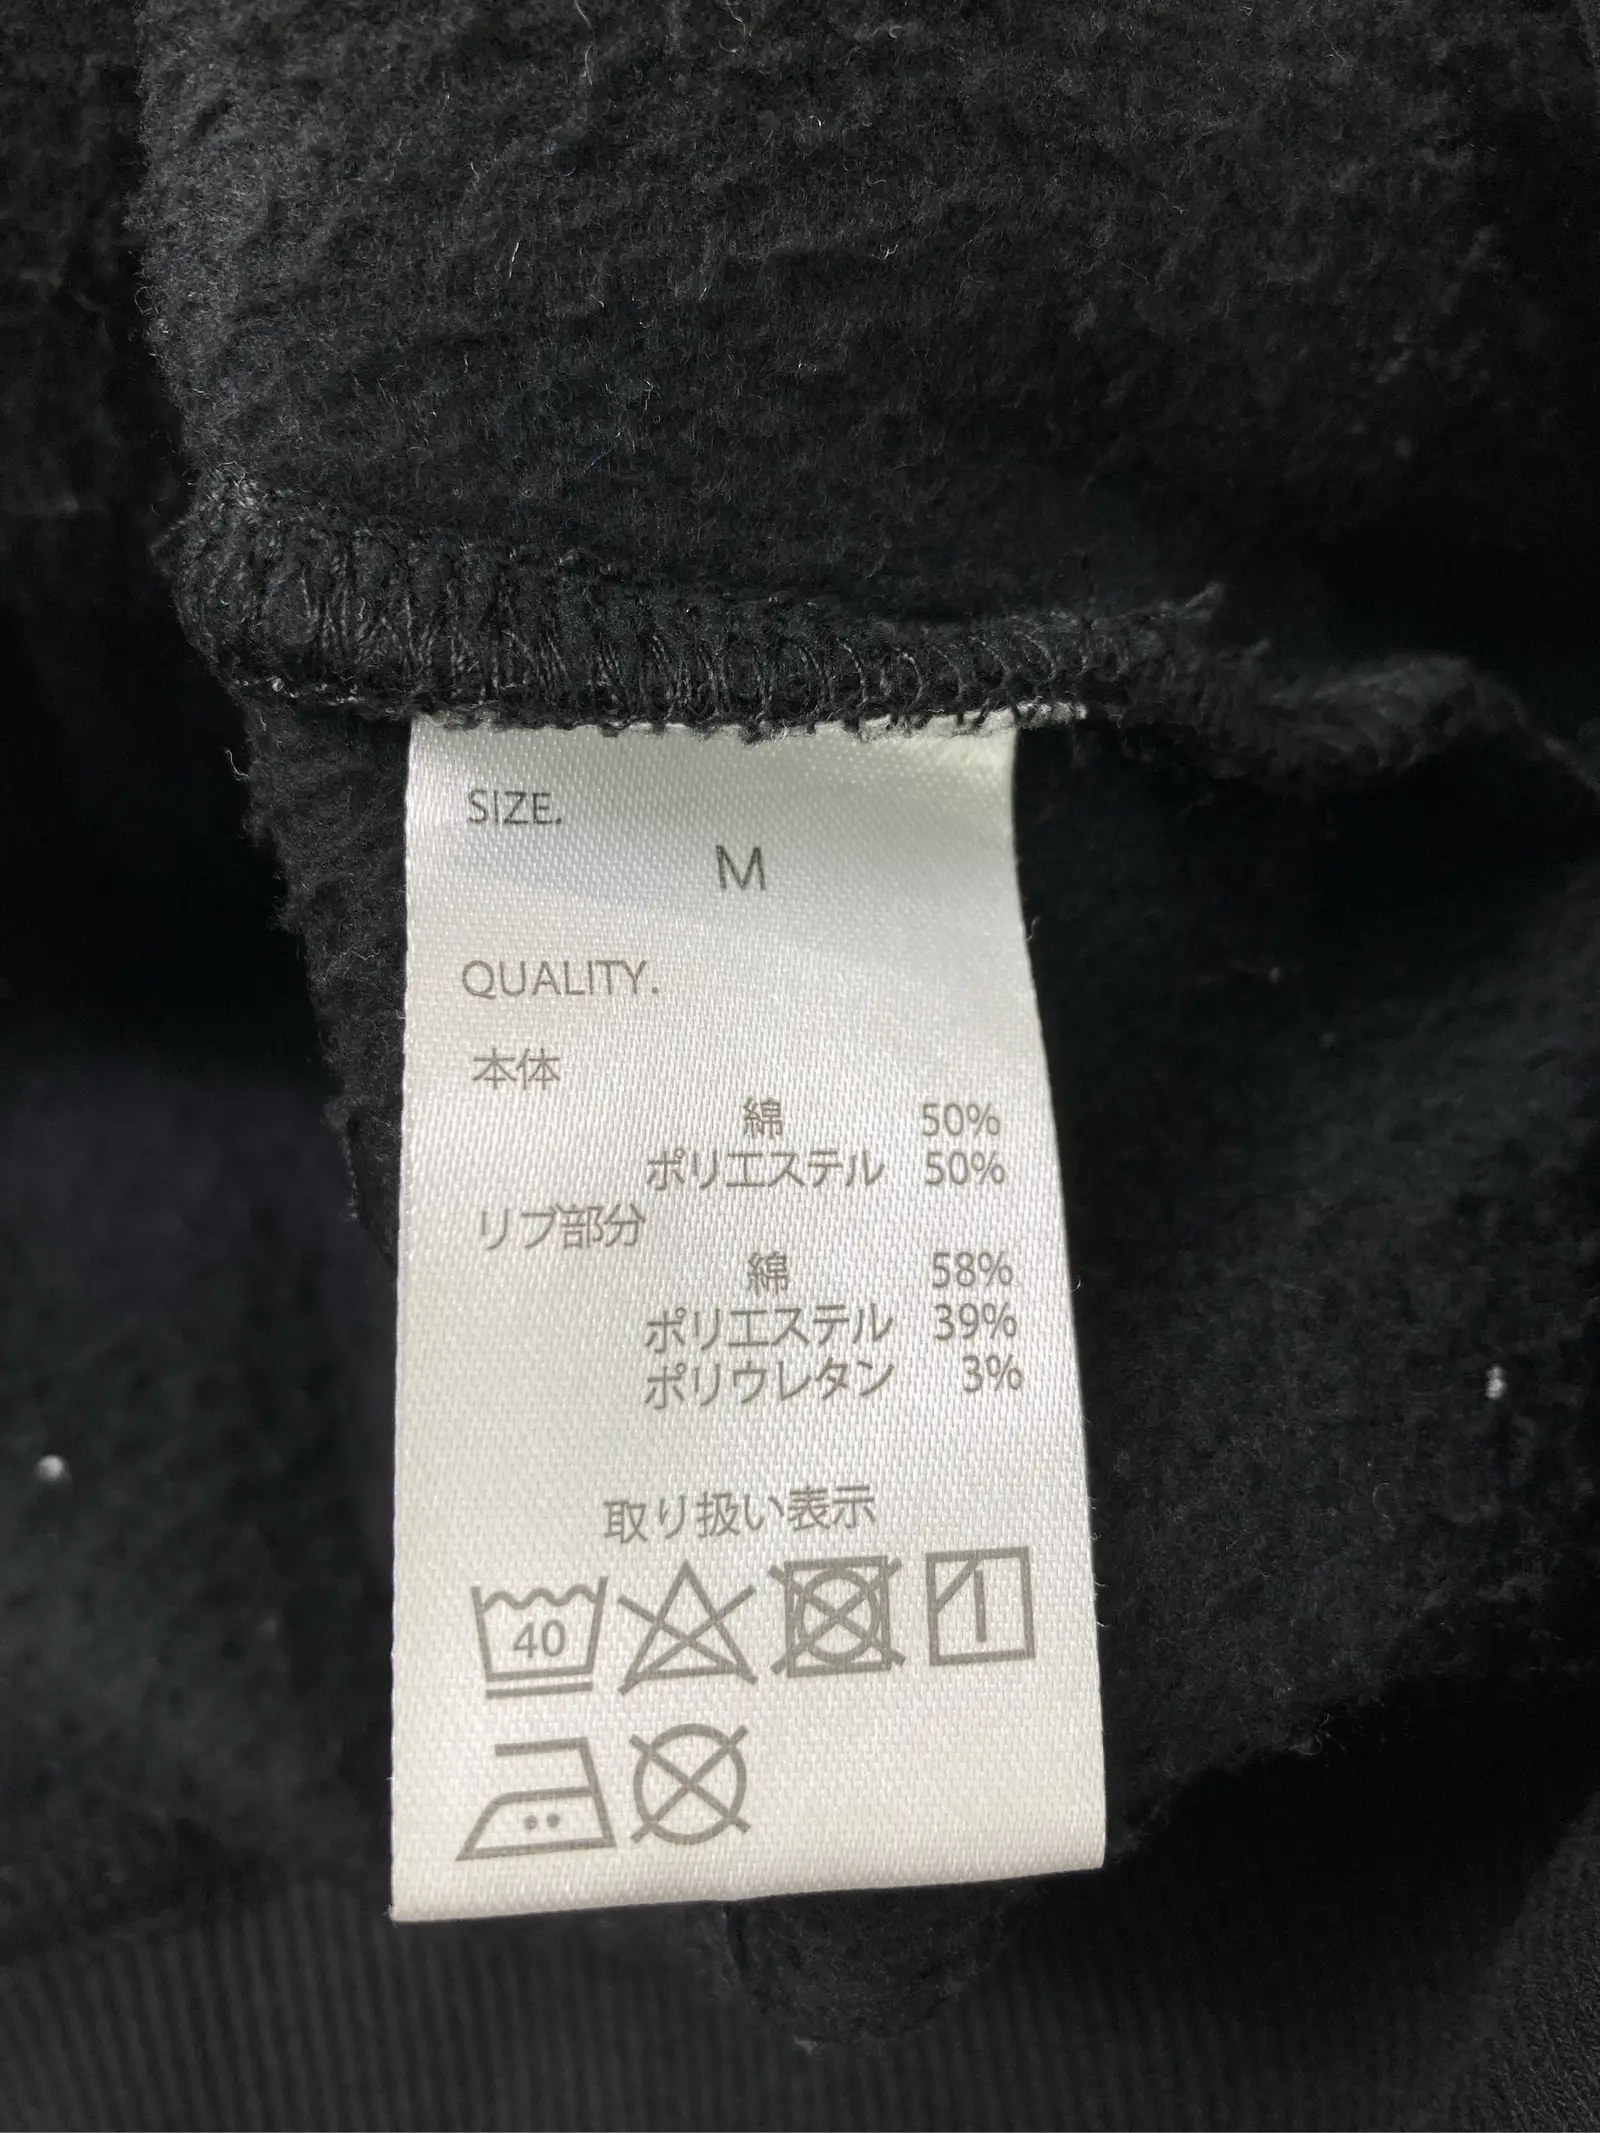 SIZE.
M
QUALITY.
本体
綿 50%
ポリエステル 50%
リブ部分
綿 58%
ポリエステル 39%
ポリウレタン 3%
取り扱い表示
40